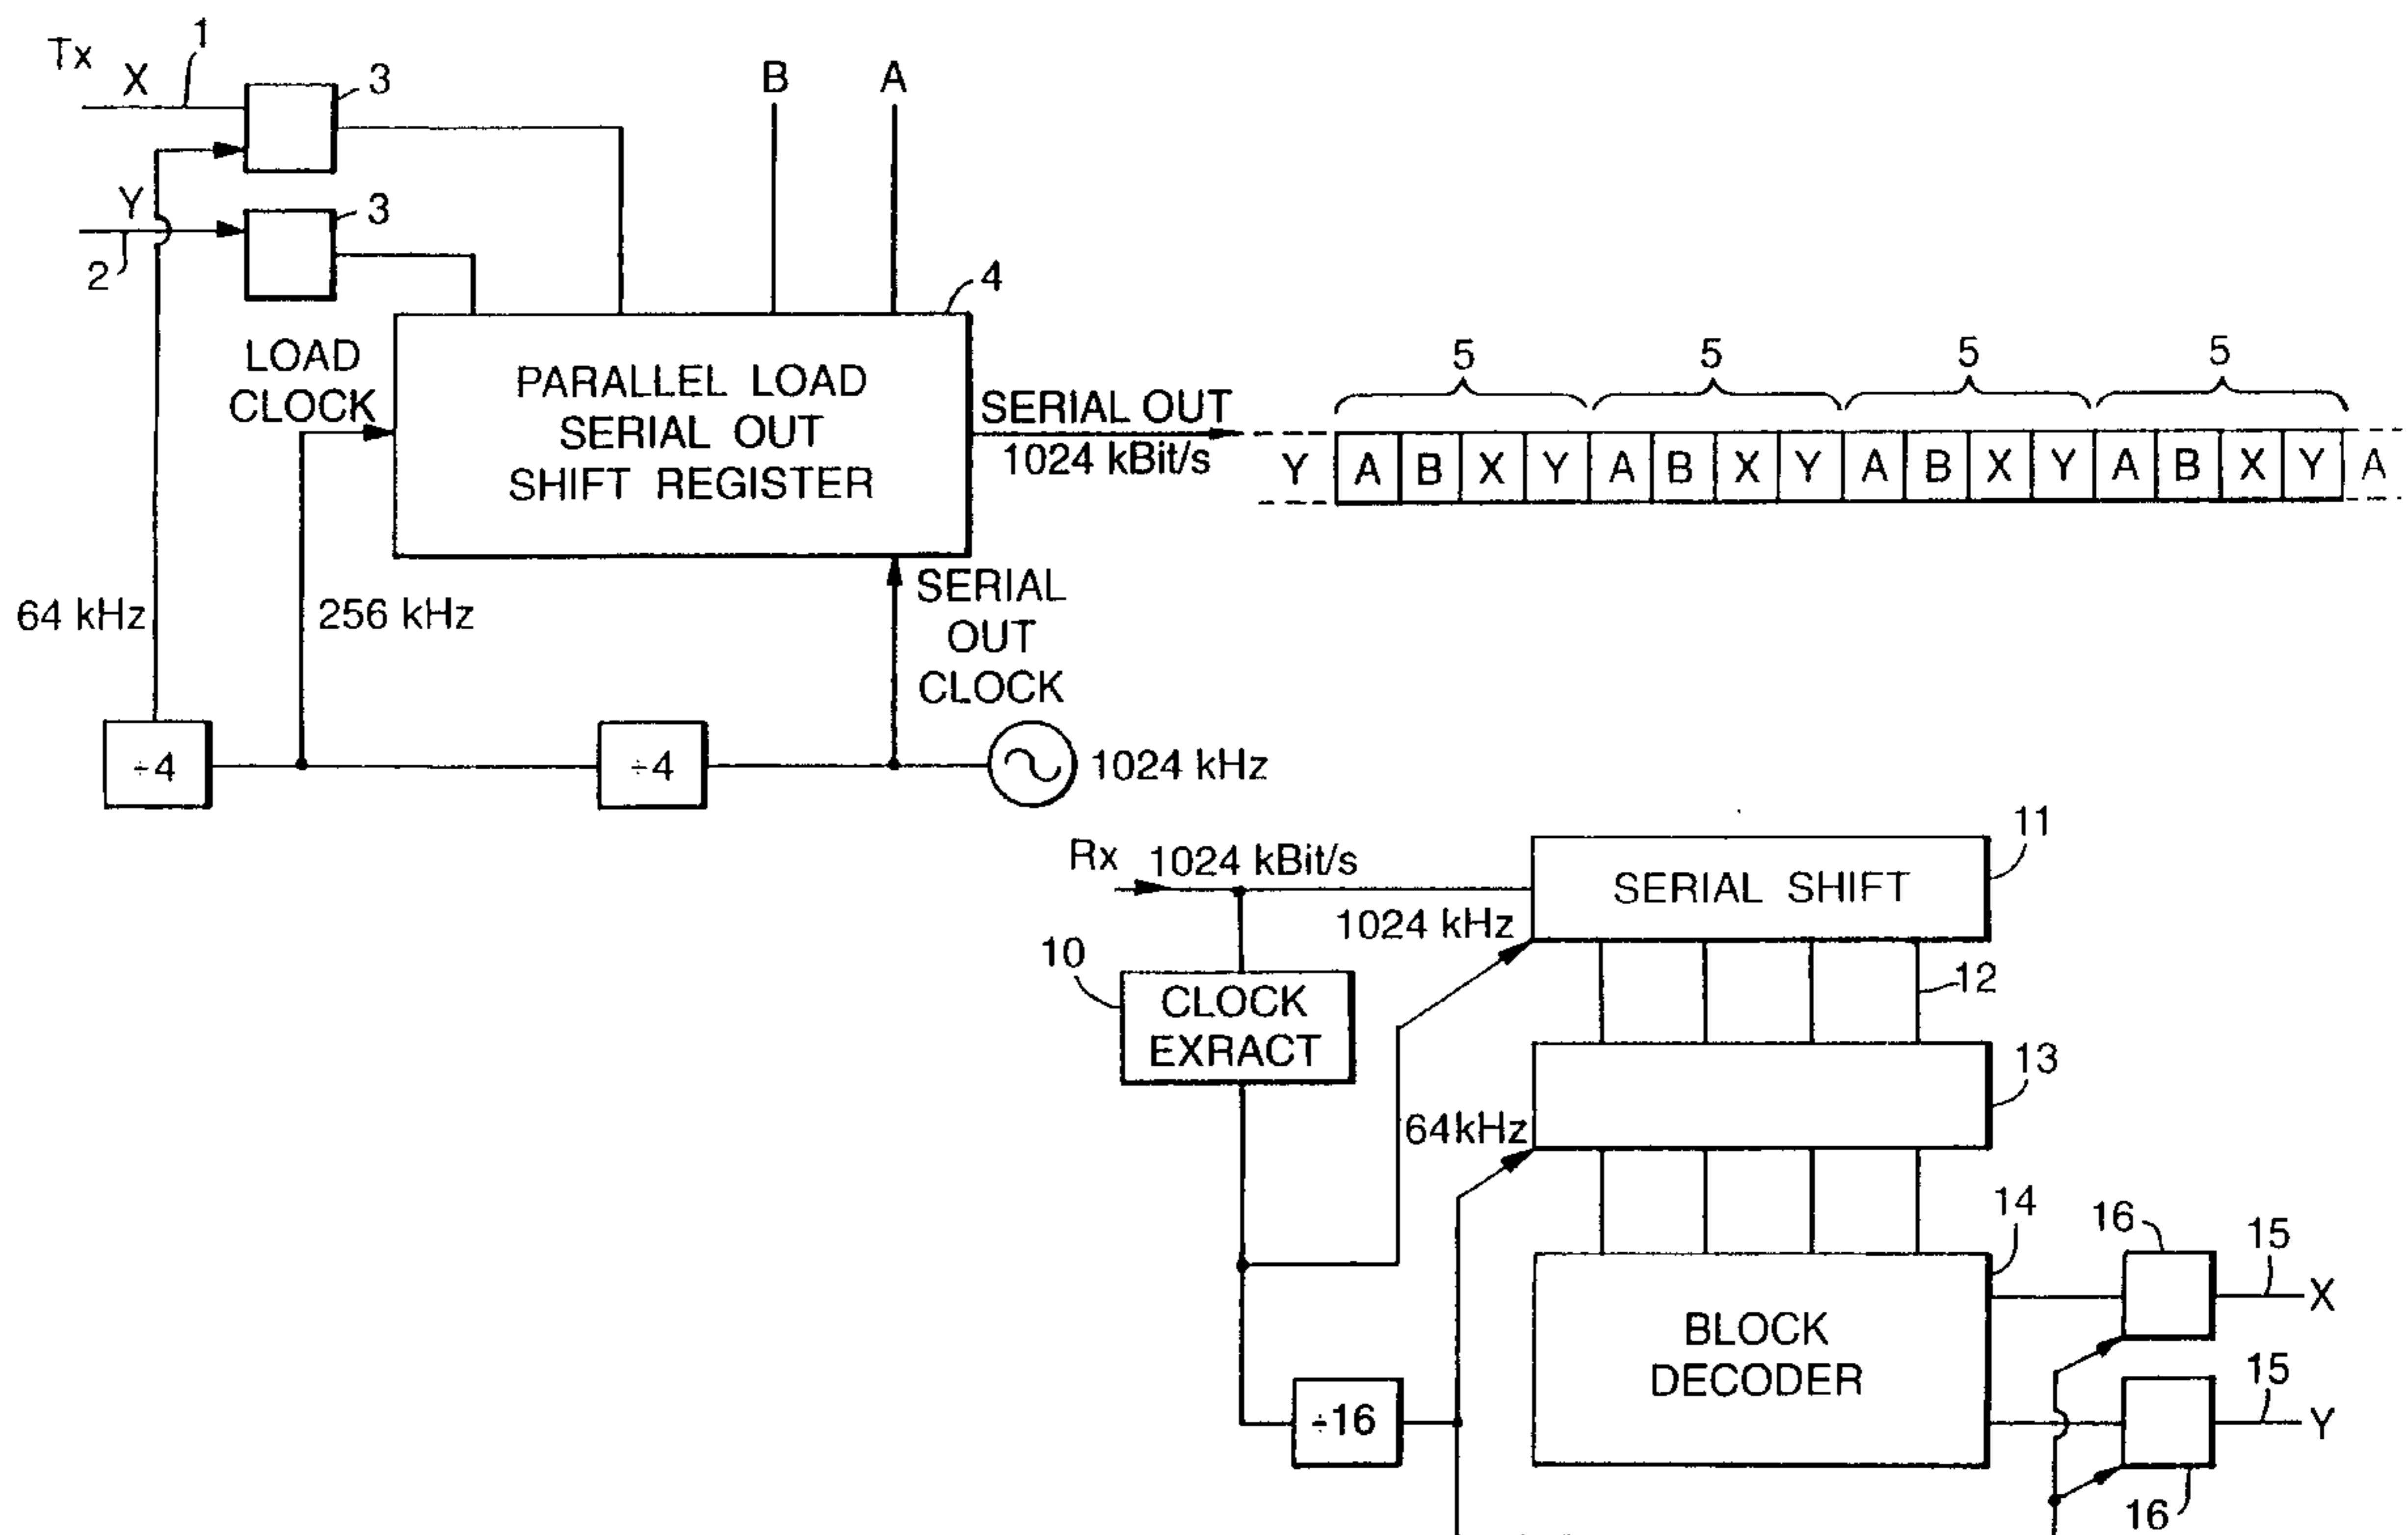 Tx
X
1
3
Y
3
2
B
A
4
LOAD
CLOCK
PARALLEL LOAD
SERIAL OUT
SHIFT REGISTER
SERIAL OUT
1024 kBit/s
5 5 5 5
Y A B X Y A B X Y A B X Y A B X Y A
64 kHz
256 kHz
SERIAL
OUT
CLOCK
÷4
÷4
1024 kHz
Rx
1024 kBit/s
SERIAL SHIFT
11
1024 kHz
10
CLOCK
EXRACT
12
13
64kHz
14
BLOCK
DECODER
16
15
X
÷16
15
Y
16